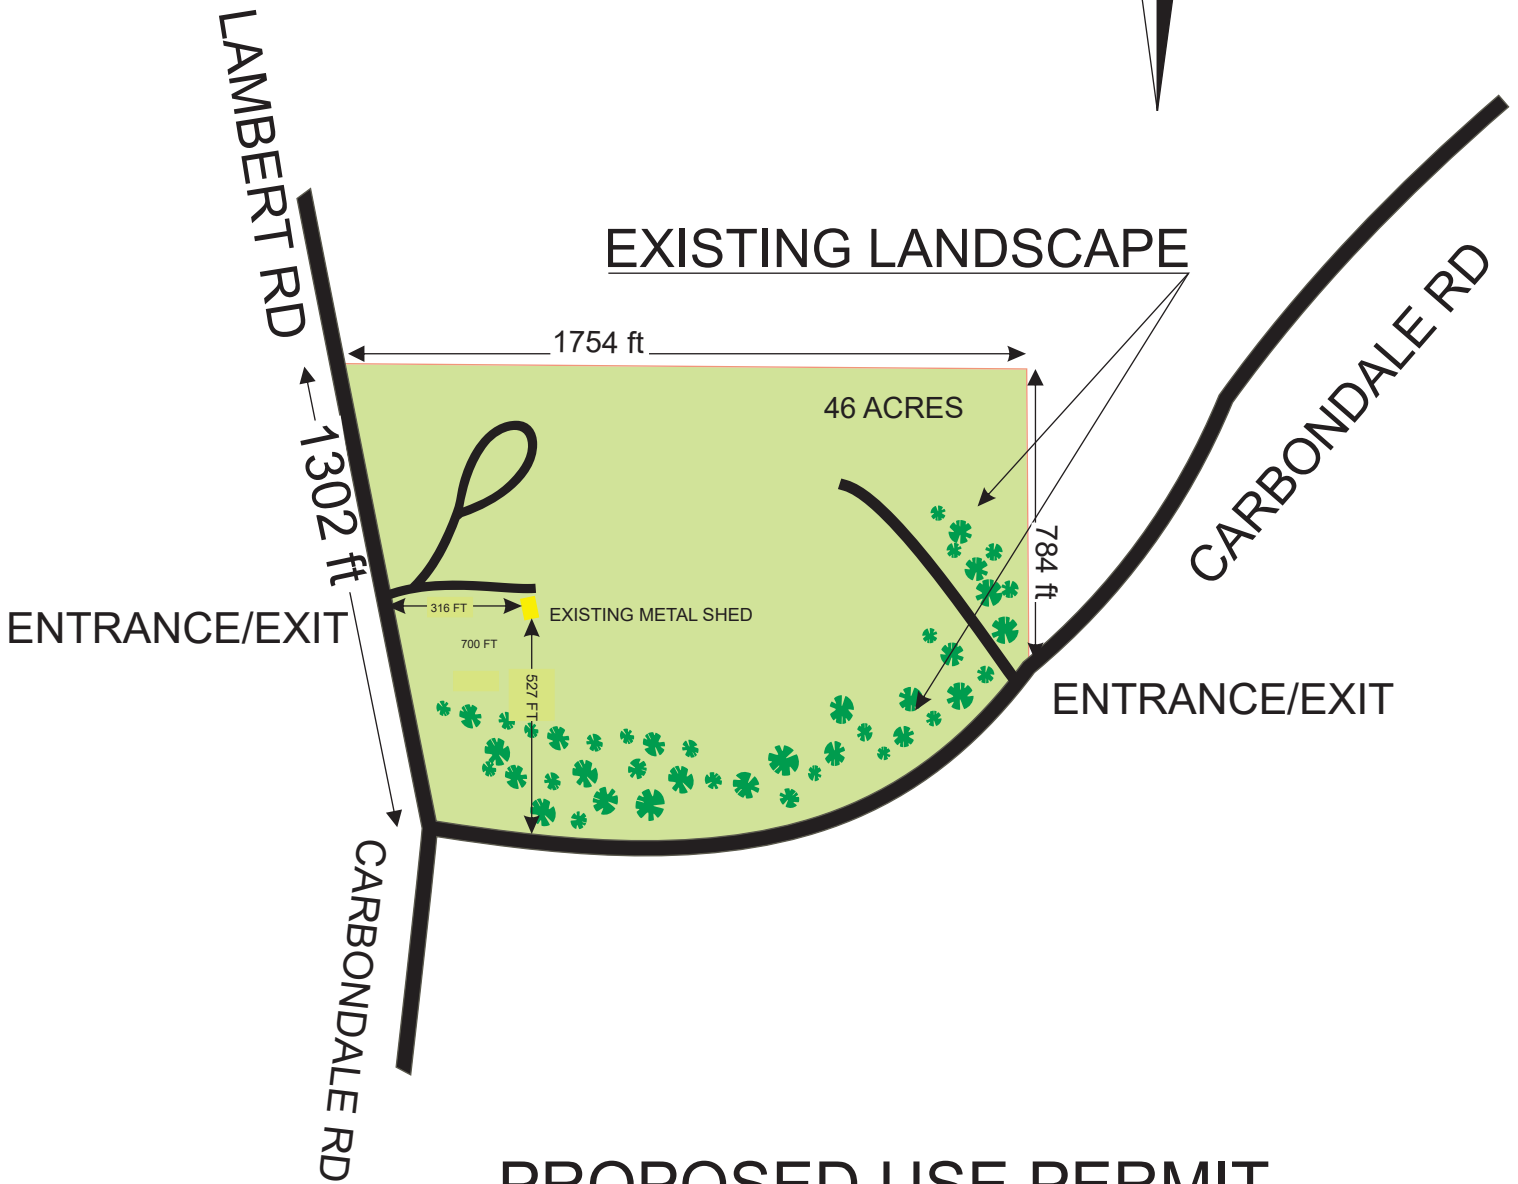 LAMBERT RD
EXISTING LANDSCAPE
CARBONDALE RD
1754 ft
46 ACRES
1302 ft
784 ft
ENTRANCE/EXIT
316 FT
EXISTING METAL SHED
700 FT
527 FT
ENTRANCE/EXIT
CARBONDALE RD
PROPOSED USE PERMIT